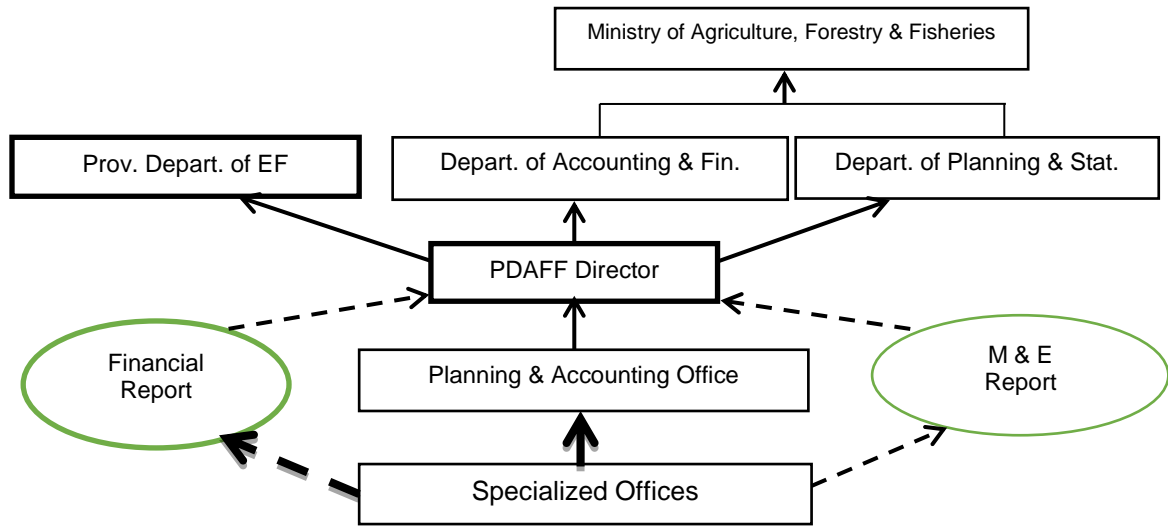 Ministry of Agriculture, Forestry & Fisheries
Prov. Depart. of EF
Depart. of Accounting & Fin.
Depart. of Planning & Stat.
PDAFF Director
Financial
Report
Planning & Accounting Office
M & E
Report
Specialized Offices